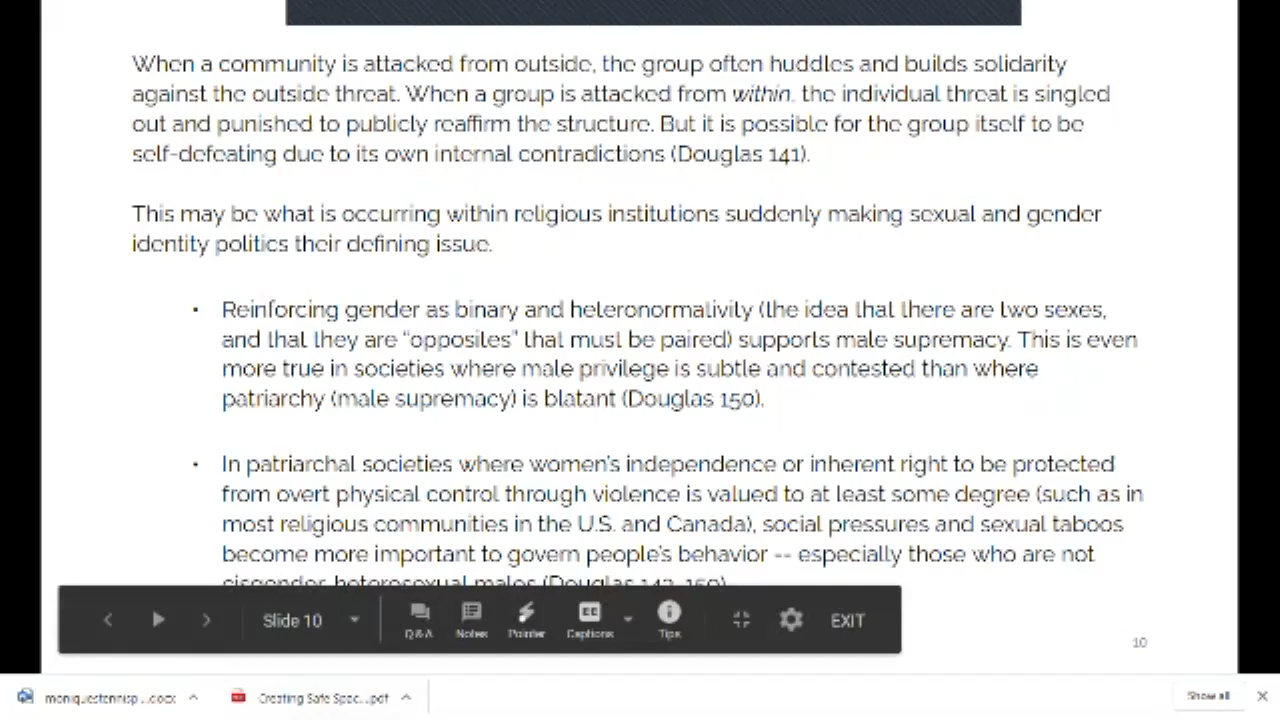 When a community is attacked from outside, the group often huddles and builds solidarity
against the outside threat. When a group is attacked from within, the individual threat is singled
out and punished to publicly reaffirm the structure. But it is possible for the group itself to be
self-defeating due to its own internal contradictions (Douglas 141).
This may be what is occurring within religious institutions suddenly making sexual and gender
identity politics their defining issue.
• Reinforcing gender as binary and heteronormativity (the idea that there are two sexes,
and that they are “opposites” that must be paired) supports male supremacy. This is even
more true in societies where male privilege is subtle and contested than where
patriarchy (male supremacy) is blatant (Douglas 150).
• In patriarchal societies where women's independence or inherent right to be protected
from overt physical control through violence is valued to at least some degree (such as in
most religious communities in the U.S. and Canada), social pressures and sexual taboos
become more important to govern people's behavior -- especially those who are not
cisgender heterosexual males (Douglas
Slide 10
Q&A Notes Pointer CC Captions Tips EXIT
10
moniquestennisp....docx Creating Safe Spac....pdf Show all